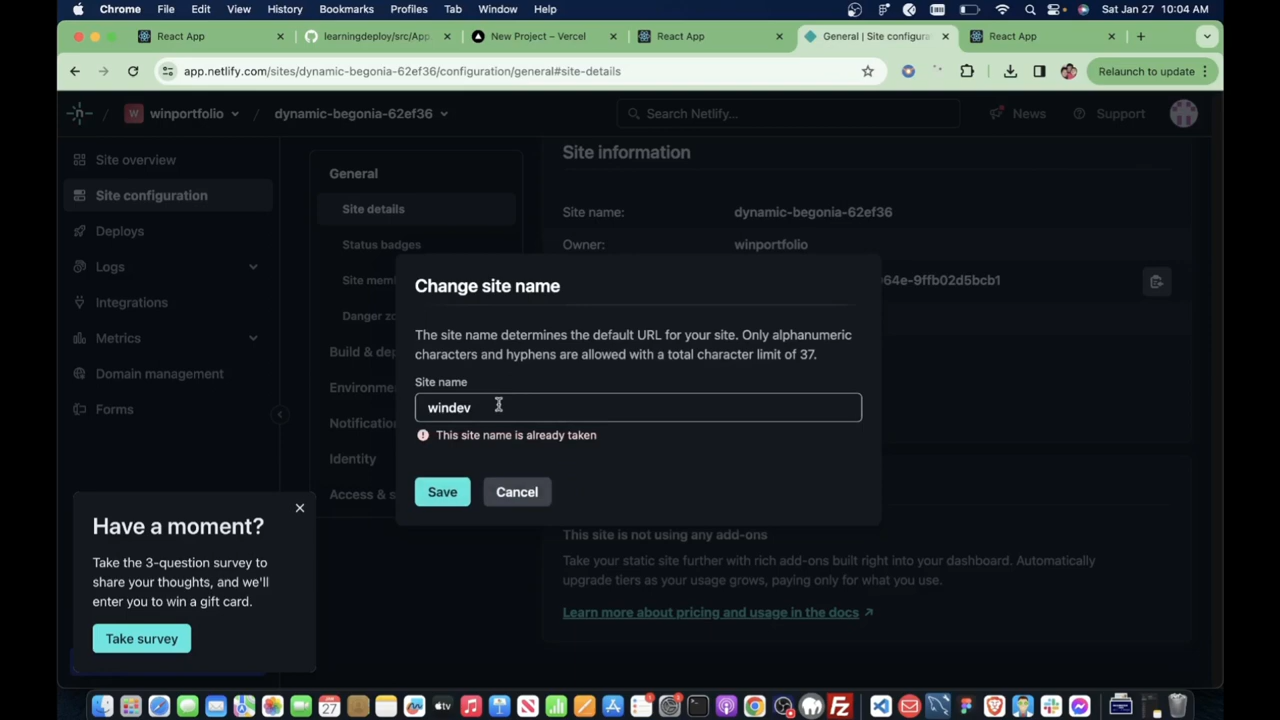 Chrome File Edit View History Bookmarks Profiles Tab Window Help Sat Jan 27 10:04 AM
React App
learningdeploy/src/App.
New Project – Vercel
React App
General | Site configura
React App
app.netlify.com/sites/dynamic-begonia-62ef36/configuration/general#site-details
Relaunch to update
W winportfolio / dynamic-begonia-62ef36
Search Netlify...
News
Support
Site overview
Site configuration
Deploys
Logs
Integrations
Metrics
Domain management
Forms
General
Site details
Status badges
Site mem
Danger zo
Build & dep
Environme
Notificatio
Identity
Access & s
Site information
Site name: dynamic-begonia-62ef36
Owner: winportfolio
64e-9ffb02d5bcb1
Change site name
The site name determines the default URL for your site. Only alphanumeric
characters and hyphens are allowed with a total character limit of 37.
Site name
windev
This site name is already taken
Save Cancel
This site is not using any add-ons
Take your static site further with rich add-ons built right into your dashboard. Automatically
upgrade tiers as your usage grows, paying only for what you use.
Learn more about pricing and usage in the docs
Have a moment?
Take the 3-question survey to
share your thoughts, and we'll
enter you to win a gift card.
Take survey